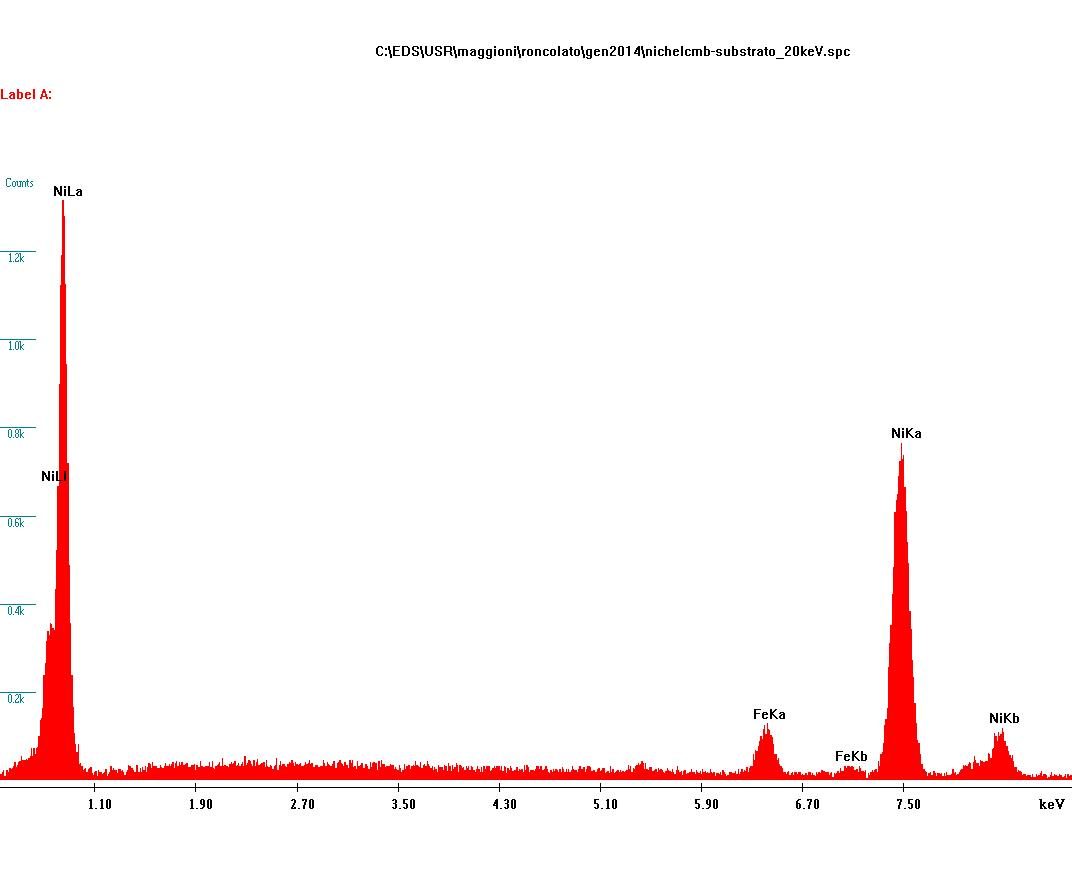 C:\EDS\USR\maggioni\roncolato\gen2014\nichelcmb-substrato_20keV.spc
Label A:
Counts
NiLa
1.2k
1.0k
0.8k
NiKa
NiLl
0.6k
0.4k
0.2k
FeKa
NiKb
FeKb
1.10 1.90 2.70 3.50 4.30 5.10 5.90 6.70 7.50 keV